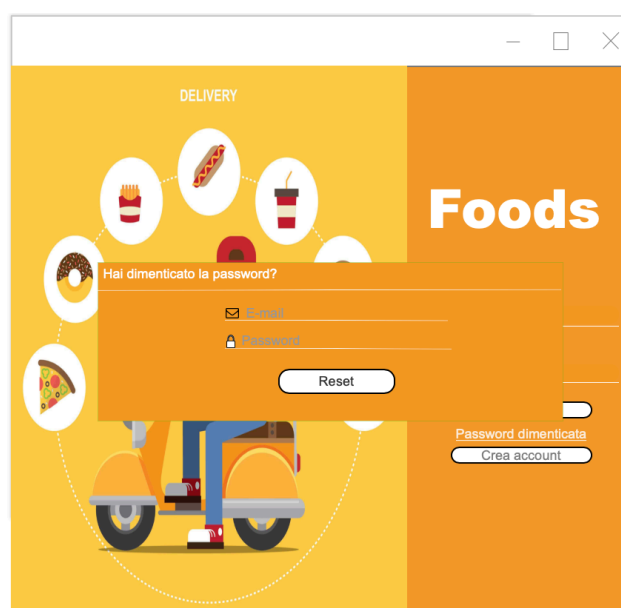 DELIVERY
Foods
Hai dimenticato la password?
E-mail
Password
Reset
Password dimenticata
Crea account